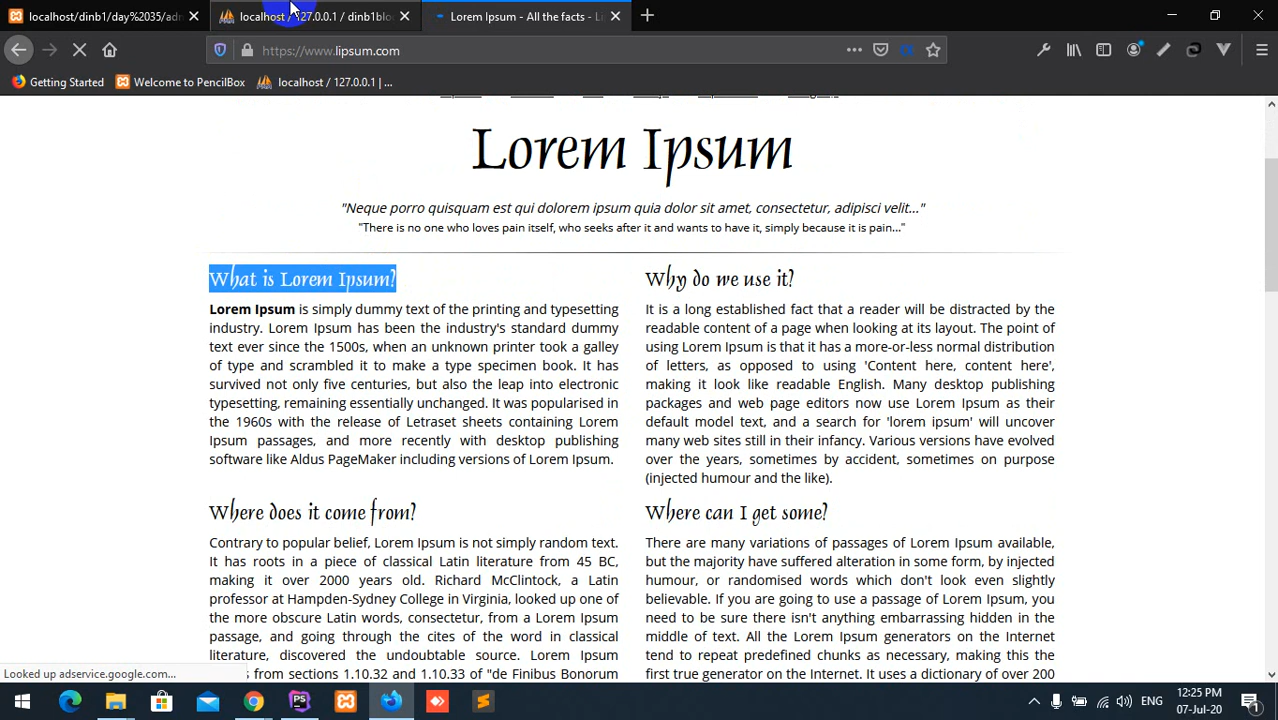 localhost/dinb1/day%2035/adm
localhost / 127.0.0.1 / dinb1blo
Lorem Ipsum - All the facts - Li
https://www.lipsum.com
Getting Started
Welcome to PencilBox
localhost / 127.0.0.1 | ...
Lorem Ipsum
"Neque porro quisquam est qui dolorem ipsum quia dolor sit amet, consectetur, adipisci velit..."
"There is no one who loves pain itself, who seeks after it and wants to have it, simply because it is pain..."
What is Lorem Ipsum?
Lorem Ipsum is simply dummy text of the printing and typesetting
industry. Lorem Ipsum has been the industry's standard dummy
text ever since the 1500s, when an unknown printer took a galley
of type and scrambled it to make a type specimen book. It has
survived not only five centuries, but also the leap into electronic
typesetting, remaining essentially unchanged. It was popularised in
the 1960s with the release of Letraset sheets containing Lorem
Ipsum passages, and more recently with desktop publishing
software like Aldus PageMaker including versions of Lorem Ipsum.
Why do we use it?
It is a long established fact that a reader will be distracted by the
readable content of a page when looking at its layout. The point of
using Lorem Ipsum is that it has a more-or-less normal distribution
of letters, as opposed to using 'Content here, content here',
making it look like readable English. Many desktop publishing
packages and web page editors now use Lorem Ipsum as their
default model text, and a search for 'lorem ipsum' will uncover
many web sites still in their infancy. Various versions have evolved
over the years, sometimes by accident, sometimes on purpose
(injected humour and the like).
Where does it come from?
Contrary to popular belief, Lorem Ipsum is not simply random text.
It has roots in a piece of classical Latin literature from 45 BC,
making it over 2000 years old. Richard McClintock, a Latin
professor at Hampden-Sydney College in Virginia, looked up one of
the more obscure Latin words, consectetur, from a Lorem Ipsum
passage, and going through the cites of the word in classical
literature, discovered the undoubtable source. Lorem Ipsum
from sections 1.10.32 and 1.10.33 of "de Finibus Bonorum
Where can I get some?
There are many variations of passages of Lorem Ipsum available,
but the majority have suffered alteration in some form, by injected
humour, or randomised words which don't look even slightly
believable. If you are going to use a passage of Lorem Ipsum, you
need to be sure there isn't anything embarrassing hidden in the
middle of text. All the Lorem Ipsum generators on the Internet
tend to repeat predefined chunks as necessary, making this the
first true generator on the Internet. It uses a dictionary of over 200
Looked up adservice.google.com...
ENG
12:25 PM
07-Jul-20